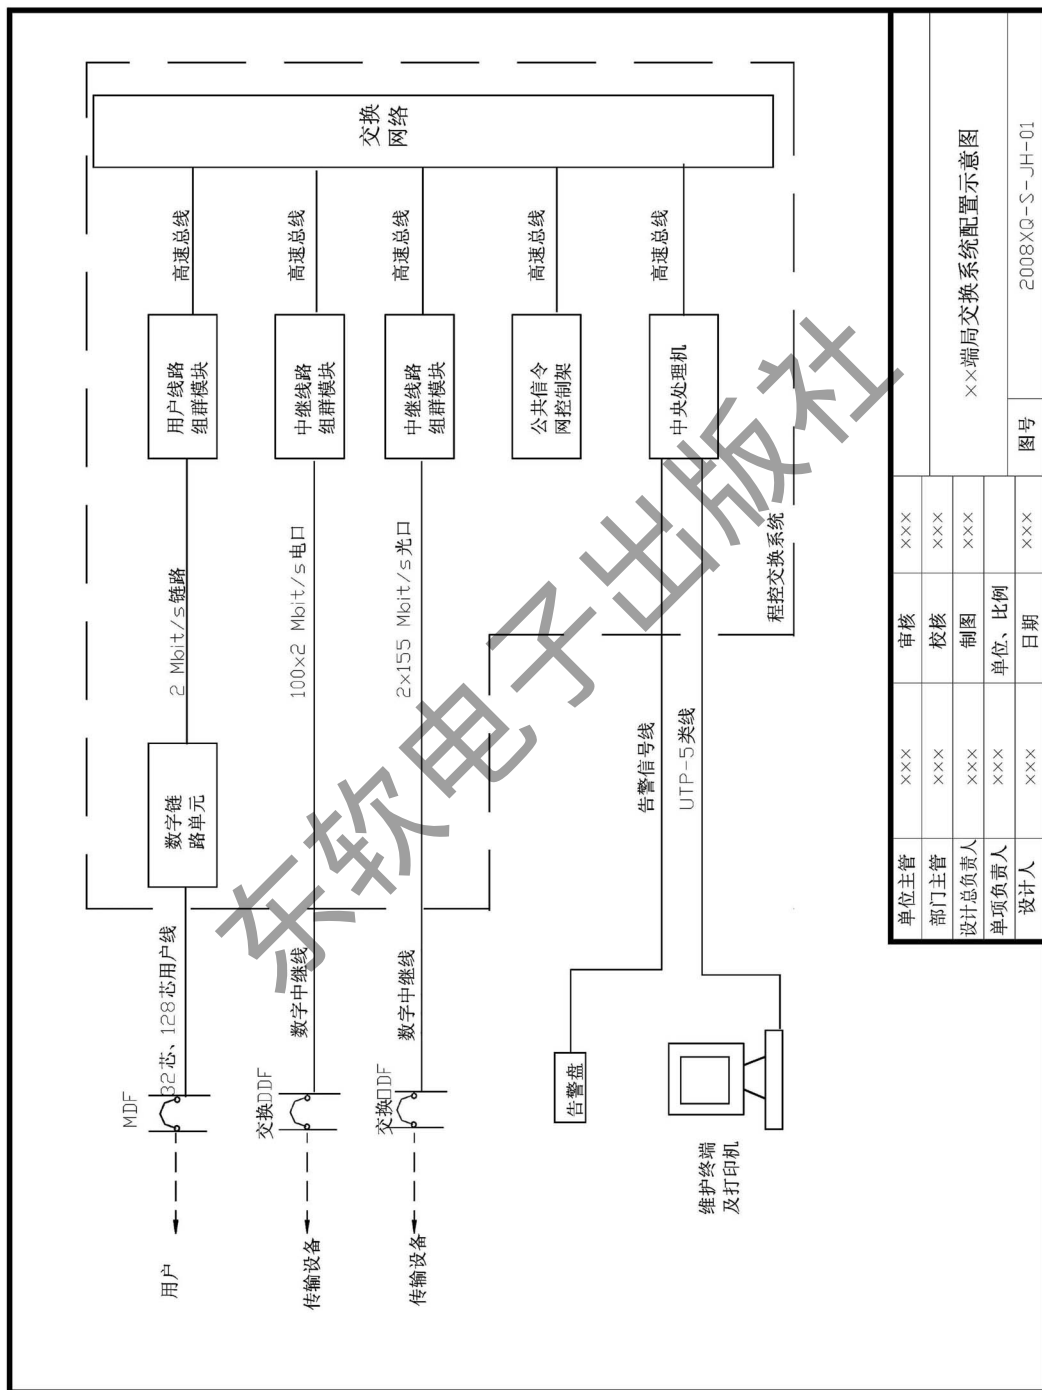 交换
网络
高速总线
高速总线
高速总线
高速总线
高速总线
用户线路
组群模块
中继线路
组群模块
中继线路
组群模块
公共信令
网控制架
中央处理机
2 Mbit/s链路
100×2 Mbit/s电口
2×155 Mbit/s光口
程控交换系统
数字链
路单元
告警信号线
UTP-5类线
32芯、128芯用户线
数字中继线
数字中继线
MDF
交换DDF
交换ODF
告警盘
维护终端
及打印机
用户
传输设备
传输设备
单位主管 ××× 审核 ×××
部门主管 ××× 校核 ×××
设计总负责人 ××× 制图 ×××
××端局交换系统配置示意图
单项负责人 ××× 单位、比例
设计人 ××× 日期 ××× 图号 2008XQ-S-JH-01
东软电子出版社